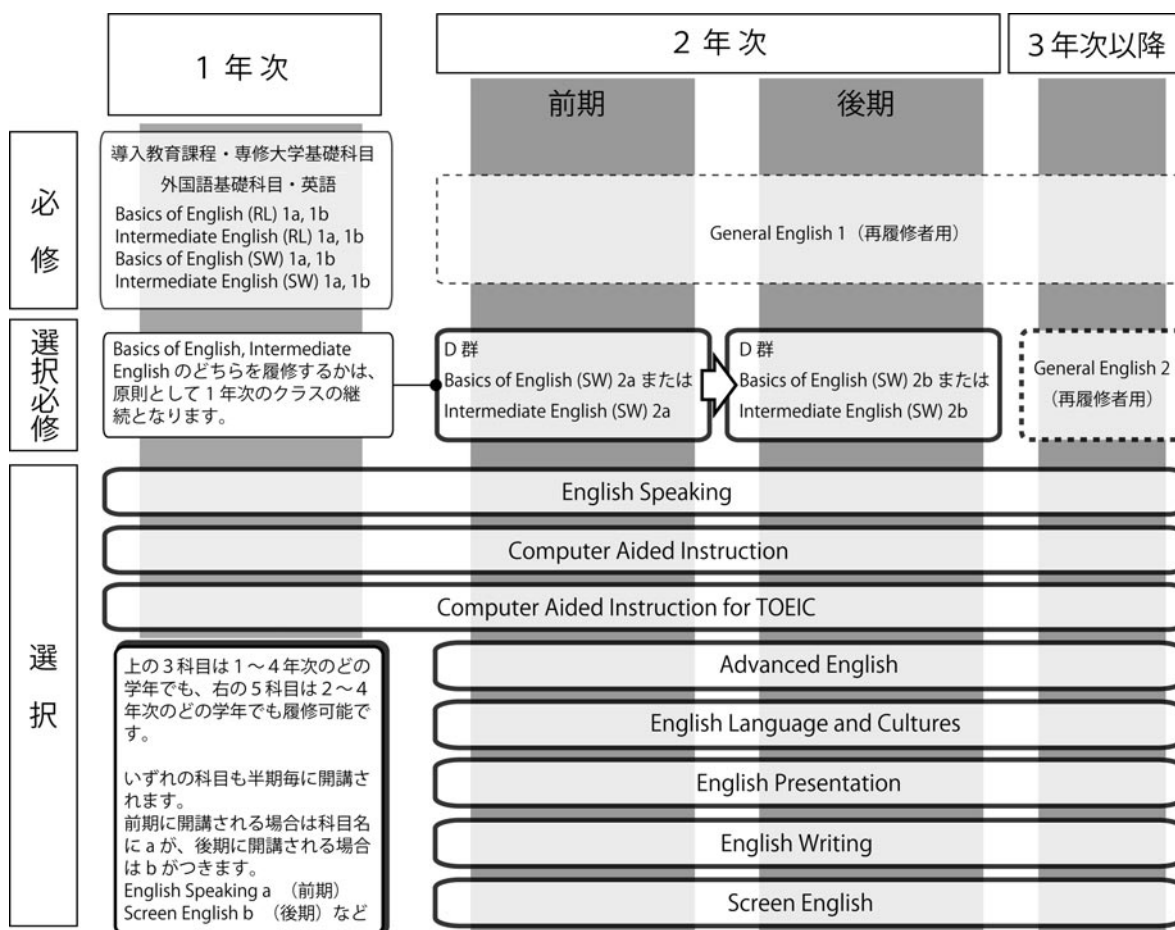 1 年 次
2 年 次
3 年次以降
前期
後期
必修
導入教育課程・専修大学基礎科目
外国語基礎科目・英語
Basics of English (RL) 1a, 1b
Intermediate English (RL) 1a, 1b
Basics of English (SW) 1a, 1b
Intermediate English (SW) 1a, 1b
General English 1（再履修者用）
選択必修
Basics of English, Intermediate
English のどちらを履修するかは、
原則として 1 年次のクラスの継
続となります。
D 群
Basics of English (SW) 2a または
Intermediate English (SW) 2a
D 群
Basics of English (SW) 2b または
Intermediate English (SW) 2b
General English 2
（再履修者用）
選択
English Speaking
Computer Aided Instruction
Computer Aided Instruction for TOEIC
上の３科目は１～４年次のどの
学年でも、右の５科目は２～４
年次のどの学年でも履修可能で
す。
いずれの科目も半期毎に開講さ
れます。
前期に開講される場合は科目名
に a が、後期に開講される場合
は b がつきます。
English Speaking a （前期）
Screen English b （後期）など
Advanced English
English Language and Cultures
English Presentation
English Writing
Screen English